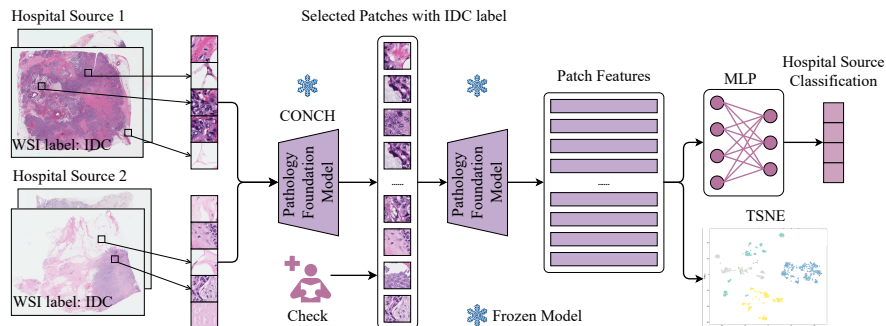 Hospital Source 1
WSI label: IDC
Hospital Source 2
WSI label: IDC
CONCH
Pathology
Foundation
Model
Check
Selected Patches with IDC label
......
Pathology
Foundation
Model
Frozen Model
Patch Features
......
MLP
Hospital Source
Classification
TSNE